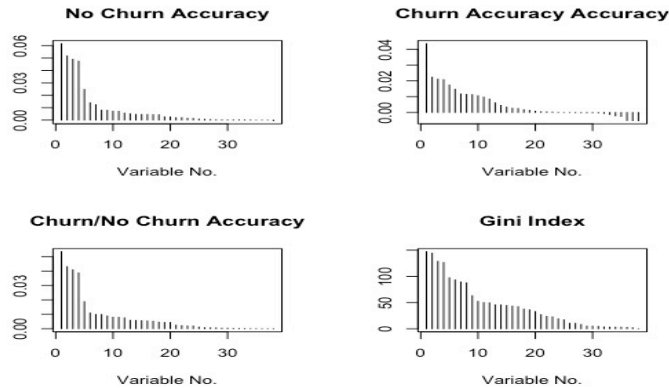 No Churn Accuracy
0.00 0.03 0.06
0 10 20 30
Variable No.
Churn Accuracy Accuracy
0.00 0.02 0.04
0 10 20 30
Variable No.
Churn/No Churn Accuracy
0.00 0.03
0 10 20 30
Variable No.
Gini Index
0 50 100
0 10 20 30
Variable No.